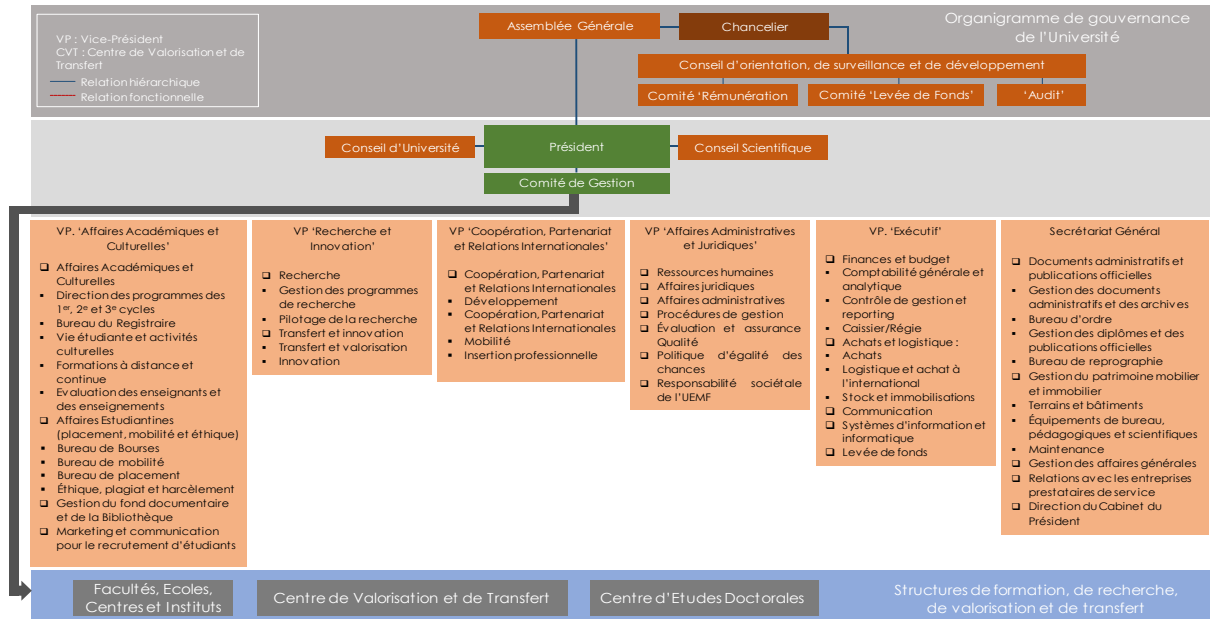 Organigramme de gouvernance
de l'Université
VP : Vice-Président
CVT : Centre de Valorisation et de
Transfert
Relation hiérarchique
Relation fonctionnelle
Assemblée Générale
Chancelier
Conseil d'orientation, de surveillance et de développement
Comité 'Rémunération
Comité 'Levée de Fonds'
'Audit'
Conseil d'Université
Président
Conseil Scientifique
Comité de Gestion
VP. 'Affaires Académiques et
Culturelles'
❑ Affaires Académiques et
Culturelles
▪ Direction des programmes des
1er, 2e et 3e cycles
▪ Bureau du Registraire
▪ Vie étudiante et activités
culturelles
▪ Formations à distance et
continue
▪ Evaluation des enseignants et
des enseignements
❑ Affaires Estudiantines
(placement, mobilité et éthique)
▪ Bureau de Bourses
▪ Bureau de mobilité
▪ Bureau de placement
▪ Éthique, plagiat et harcèlement
❑ Gestion du fond documentaire
et de la Bibliothèque
❑ Marketing et communication
pour le recrutement d'étudiants
VP 'Recherche et
Innovation'
❑ Recherche
▪ Gestion des programmes
de recherche
▪ Pilotage de la recherche
❑ Transfert et innovation
▪ Transfert et valorisation
▪ Innovation
VP 'Coopération, Partenariat
et Relations Internationales'
❑ Coopération, Partenariat
et Relations Internationales
▪ Développement
▪ Coopération, Partenariat
et Relations Internationales
▪ Mobilité
▪ Insertion professionnelle
VP 'Affaires Administratives
et Juridiques'
❑ Ressources humaines
❑ Affaires juridiques
❑ Affaires administratives
❑ Procédures de gestion
❑ Évaluation et assurance
Qualité
❑ Politique d'égalité des
chances
❑ Responsabilité sociétale
de l'UEMF
VP. 'Exécutif'
❑ Finances et budget
▪ Comptabilité générale et
analytique
▪ Contrôle de gestion et
reporting
▪ Caissier/Régie
❑ Achats et logistique :
▪ Achats
▪ Logistique et achat à
l'international
▪ Stock et immobilisations
❑ Communication
❑ Systèmes d'information et
informatique
❑ Levée de fonds
Secrétariat Général
❑ Documents administratifs et
publications officielles
▪ Gestion des documents
administratifs et des archives
▪ Bureau d'ordre
▪ Gestion des diplômes et des
publications officielles
▪ Bureau de reprographie
❑ Gestion du patrimoine mobilier
et immobilier
▪ Terrains et bâtiments
▪ Équipements de bureau,
pédagogiques et scientifiques
▪ Maintenance
❑ Gestion des affaires générales
❑ Relations avec les entreprises
prestataires de service
❑ Direction du Cabinet du
Président
Facultés, Ecoles,
Centres et Instituts
Centre de Valorisation et de Transfert
Centre d'Etudes Doctorales
Structures de formation, de recherche,
de valorisation et de transfert